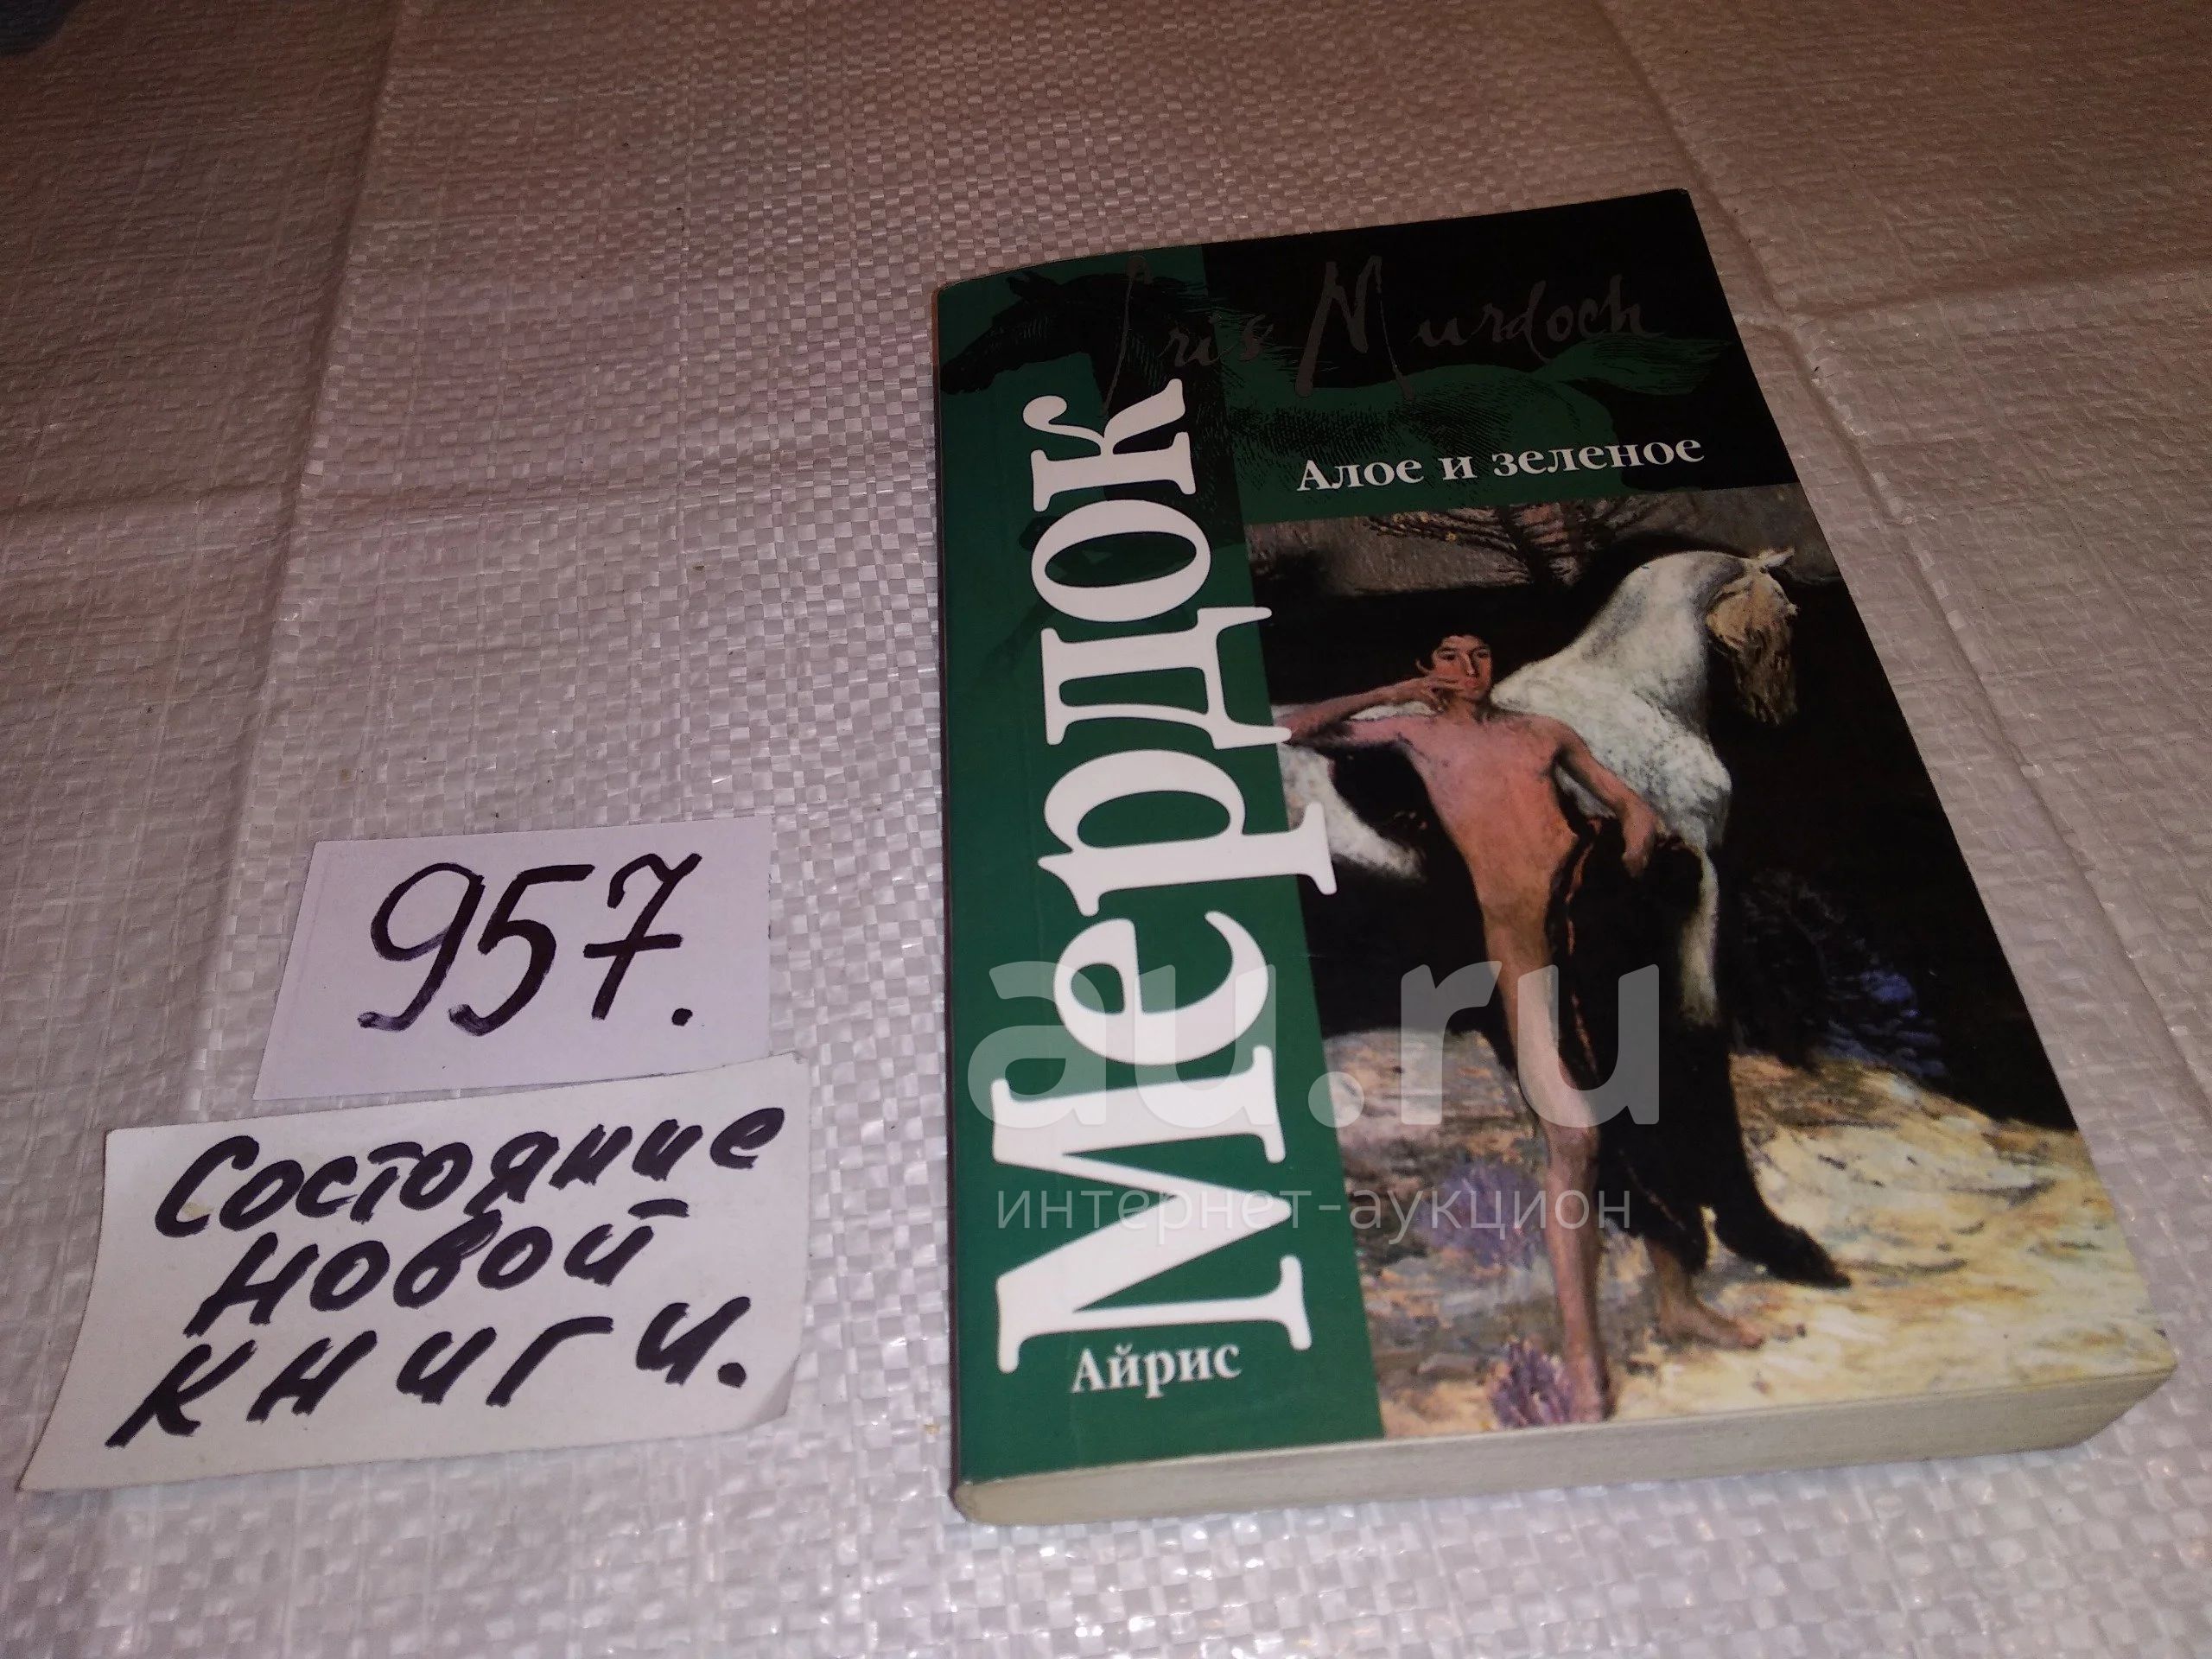 Iris Murdoch
Алое и зеленое
Мердок
Айрис
957.
Состояние
новой
книги.
au.ru
интернет-аукцион